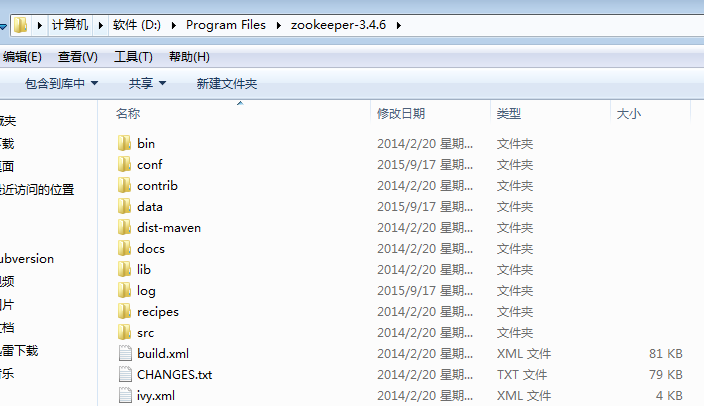 计算机 软件 (D:) Program Files zookeeper-3.4.6
编辑(E) 查看(V) 工具(T) 帮助(H)
包含到库中 共享 新建文件夹
名称 修改日期 类型 大小
bin 2014/2/20 星期... 文件夹
藏夹 conf 2015/9/17 星期... 文件夹
下载 contrib 2014/2/20 星期... 文件夹
桌面 data 2015/9/17 星期... 文件夹
最近访问的位置 dist-maven 2014/2/20 星期... 文件夹
docs 2014/2/20 星期... 文件夹
ubversion lib 2014/2/20 星期... 文件夹
视频 log 2015/9/17 星期... 文件夹
图片 recipes 2014/2/20 星期... 文件夹
文档 src 2014/2/20 星期... 文件夹
迅雷下载 build.xml 2014/2/20 星期... XML 文件 81 KB
音乐 CHANGES.txt 2014/2/20 星期... TXT 文件 79 KB
ivy.xml 2014/2/20 星期... XML 文件 4 KB